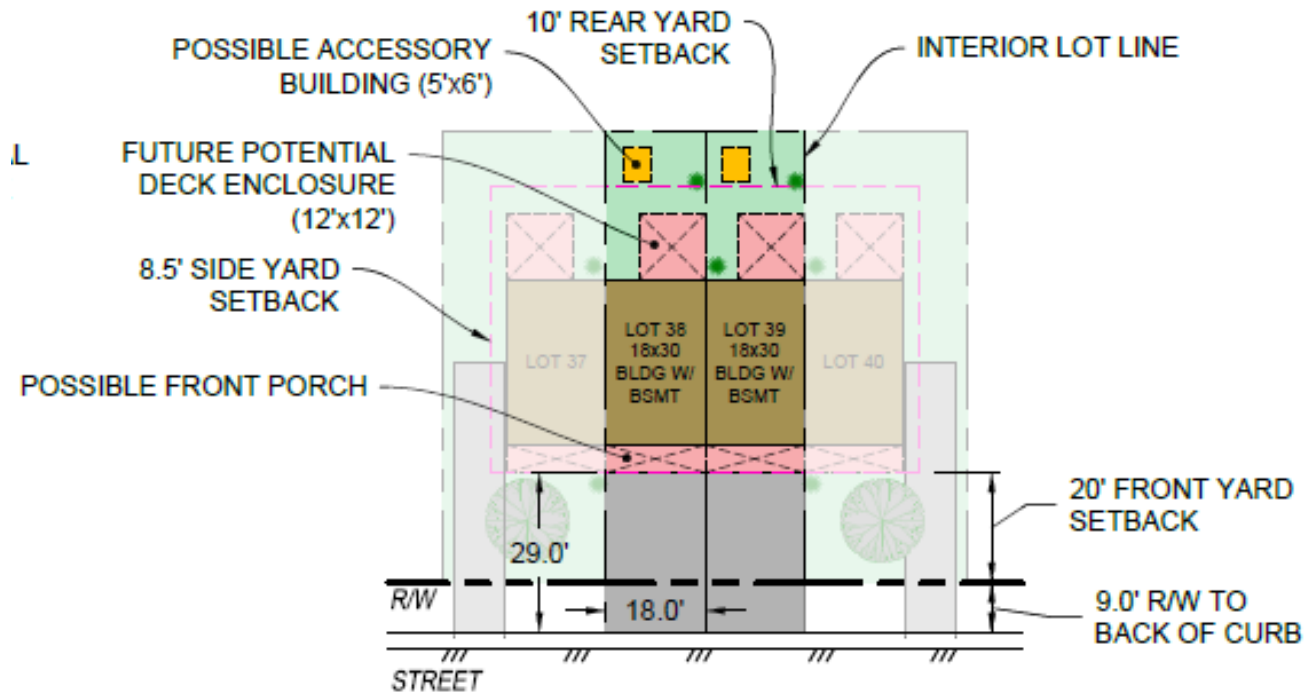 10' REAR YARD
SETBACK
POSSIBLE ACCESSORY
BUILDING (5'x6')
INTERIOR LOT LINE
AL
FUTURE POTENTIAL
DECK ENCLOSURE
(12'x12')
8.5' SIDE YARD
SETBACK
LOT 37
LOT 38
18x30
BLDG W/
BSMT
LOT 39
18x30
BLDG W/
BSMT
LOT 40
POSSIBLE FRONT PORCH
20' FRONT YARD
SETBACK
29.0'
R/W
18.0'
9.0' R/W TO
BACK OF CURB
STREET